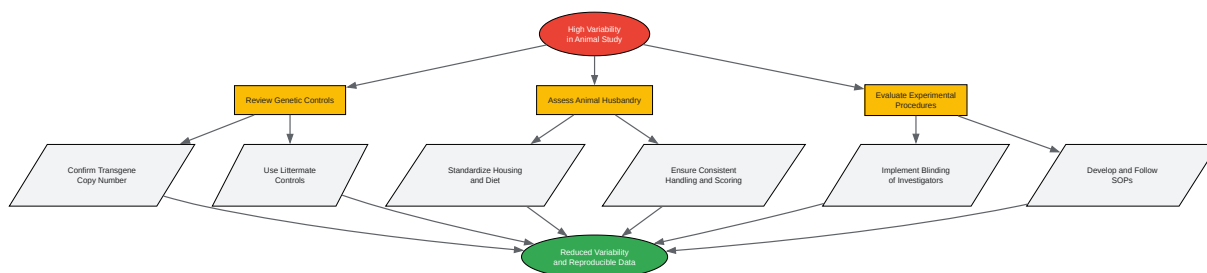 High Variability
in Animal Study
Review Genetic Controls
Assess Animal Husbandry
Evaluate Experimental
Procedures
Confirm Transgene
Copy Number
Use Littermate
Controls
Standardize Housing
and Diet
Ensure Consistent
Handling and Scoring
Implement Blinding
of Investigators
Develop and Follow
SOPs
Reduced Variability
and Reproducible Data